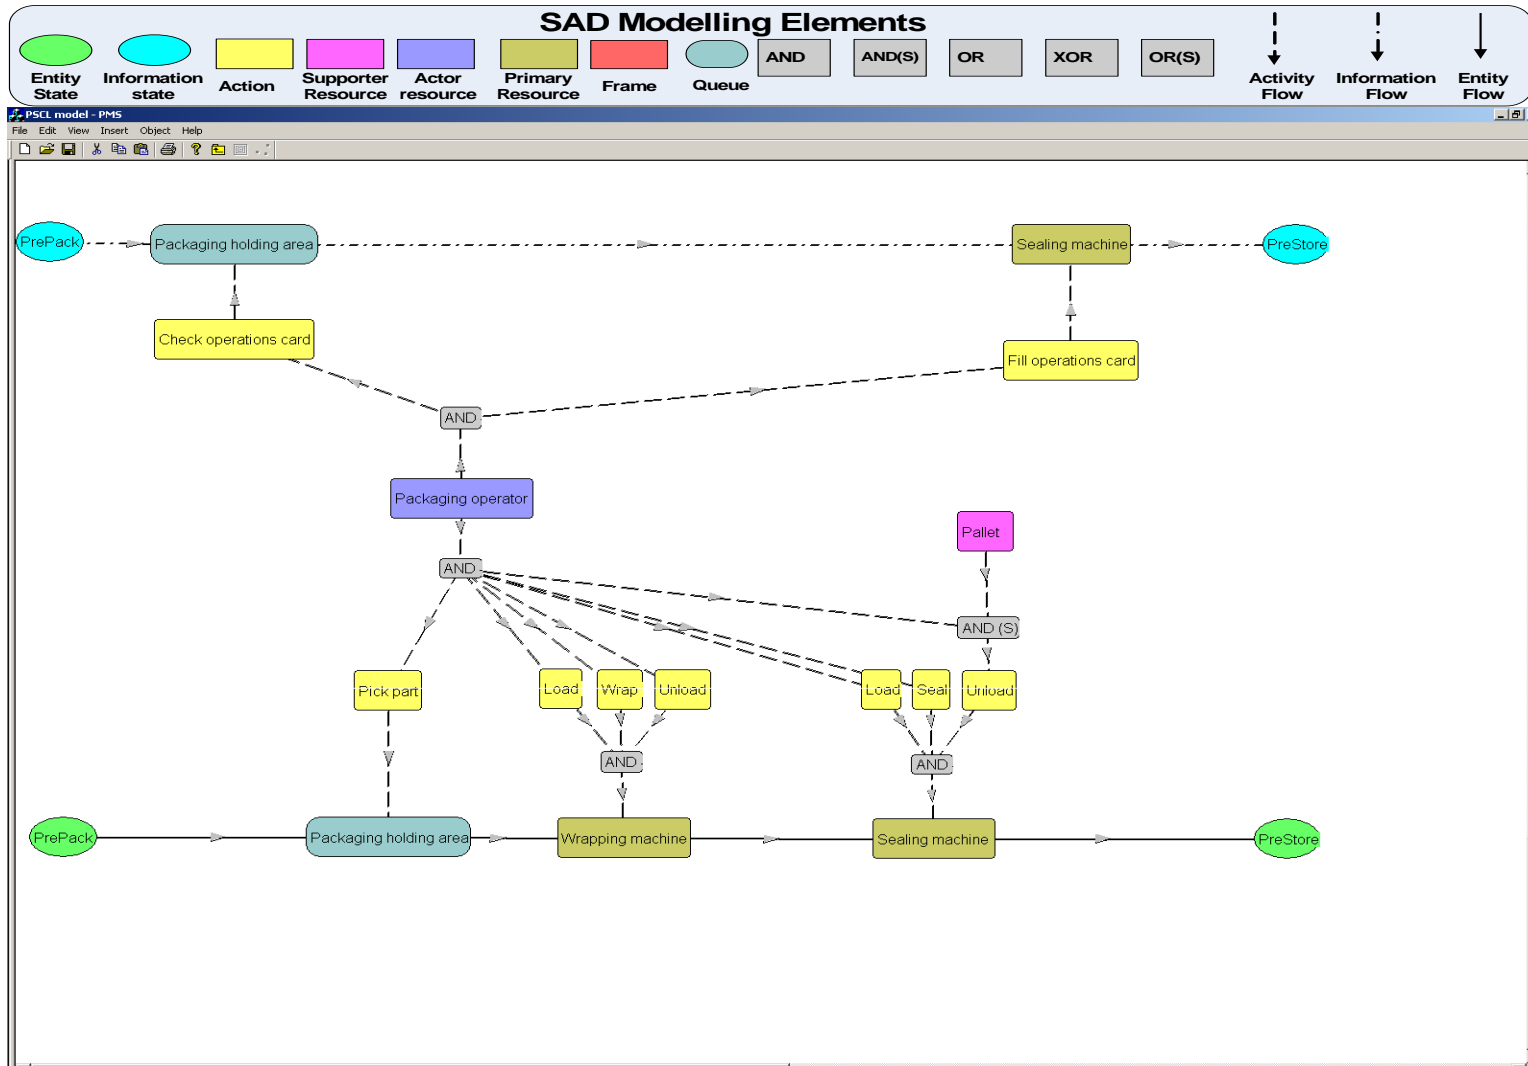 SAD Modelling Elements
Entity
State
Information
state
Action
Supporter
Resource
Actor
resource
Primary
Resource
Frame
Queue
AND
AND(S)
OR
XOR
OR(S)
Activity
Flow
Information
Flow
Entity
Flow
PSCL model - PMS
File Edit View Insert Object Help
PrePack
Packaging holding area
Sealing machine
PreStore
Check operations card
Fill operations card
AND
Packaging operator
Pallet
AND
AND (S)
Pick part
Load
Wrap
Unload
Load
Seal
Unload
AND
AND
PrePack
Packaging holding area
Wrapping machine
Sealing machine
PreStore